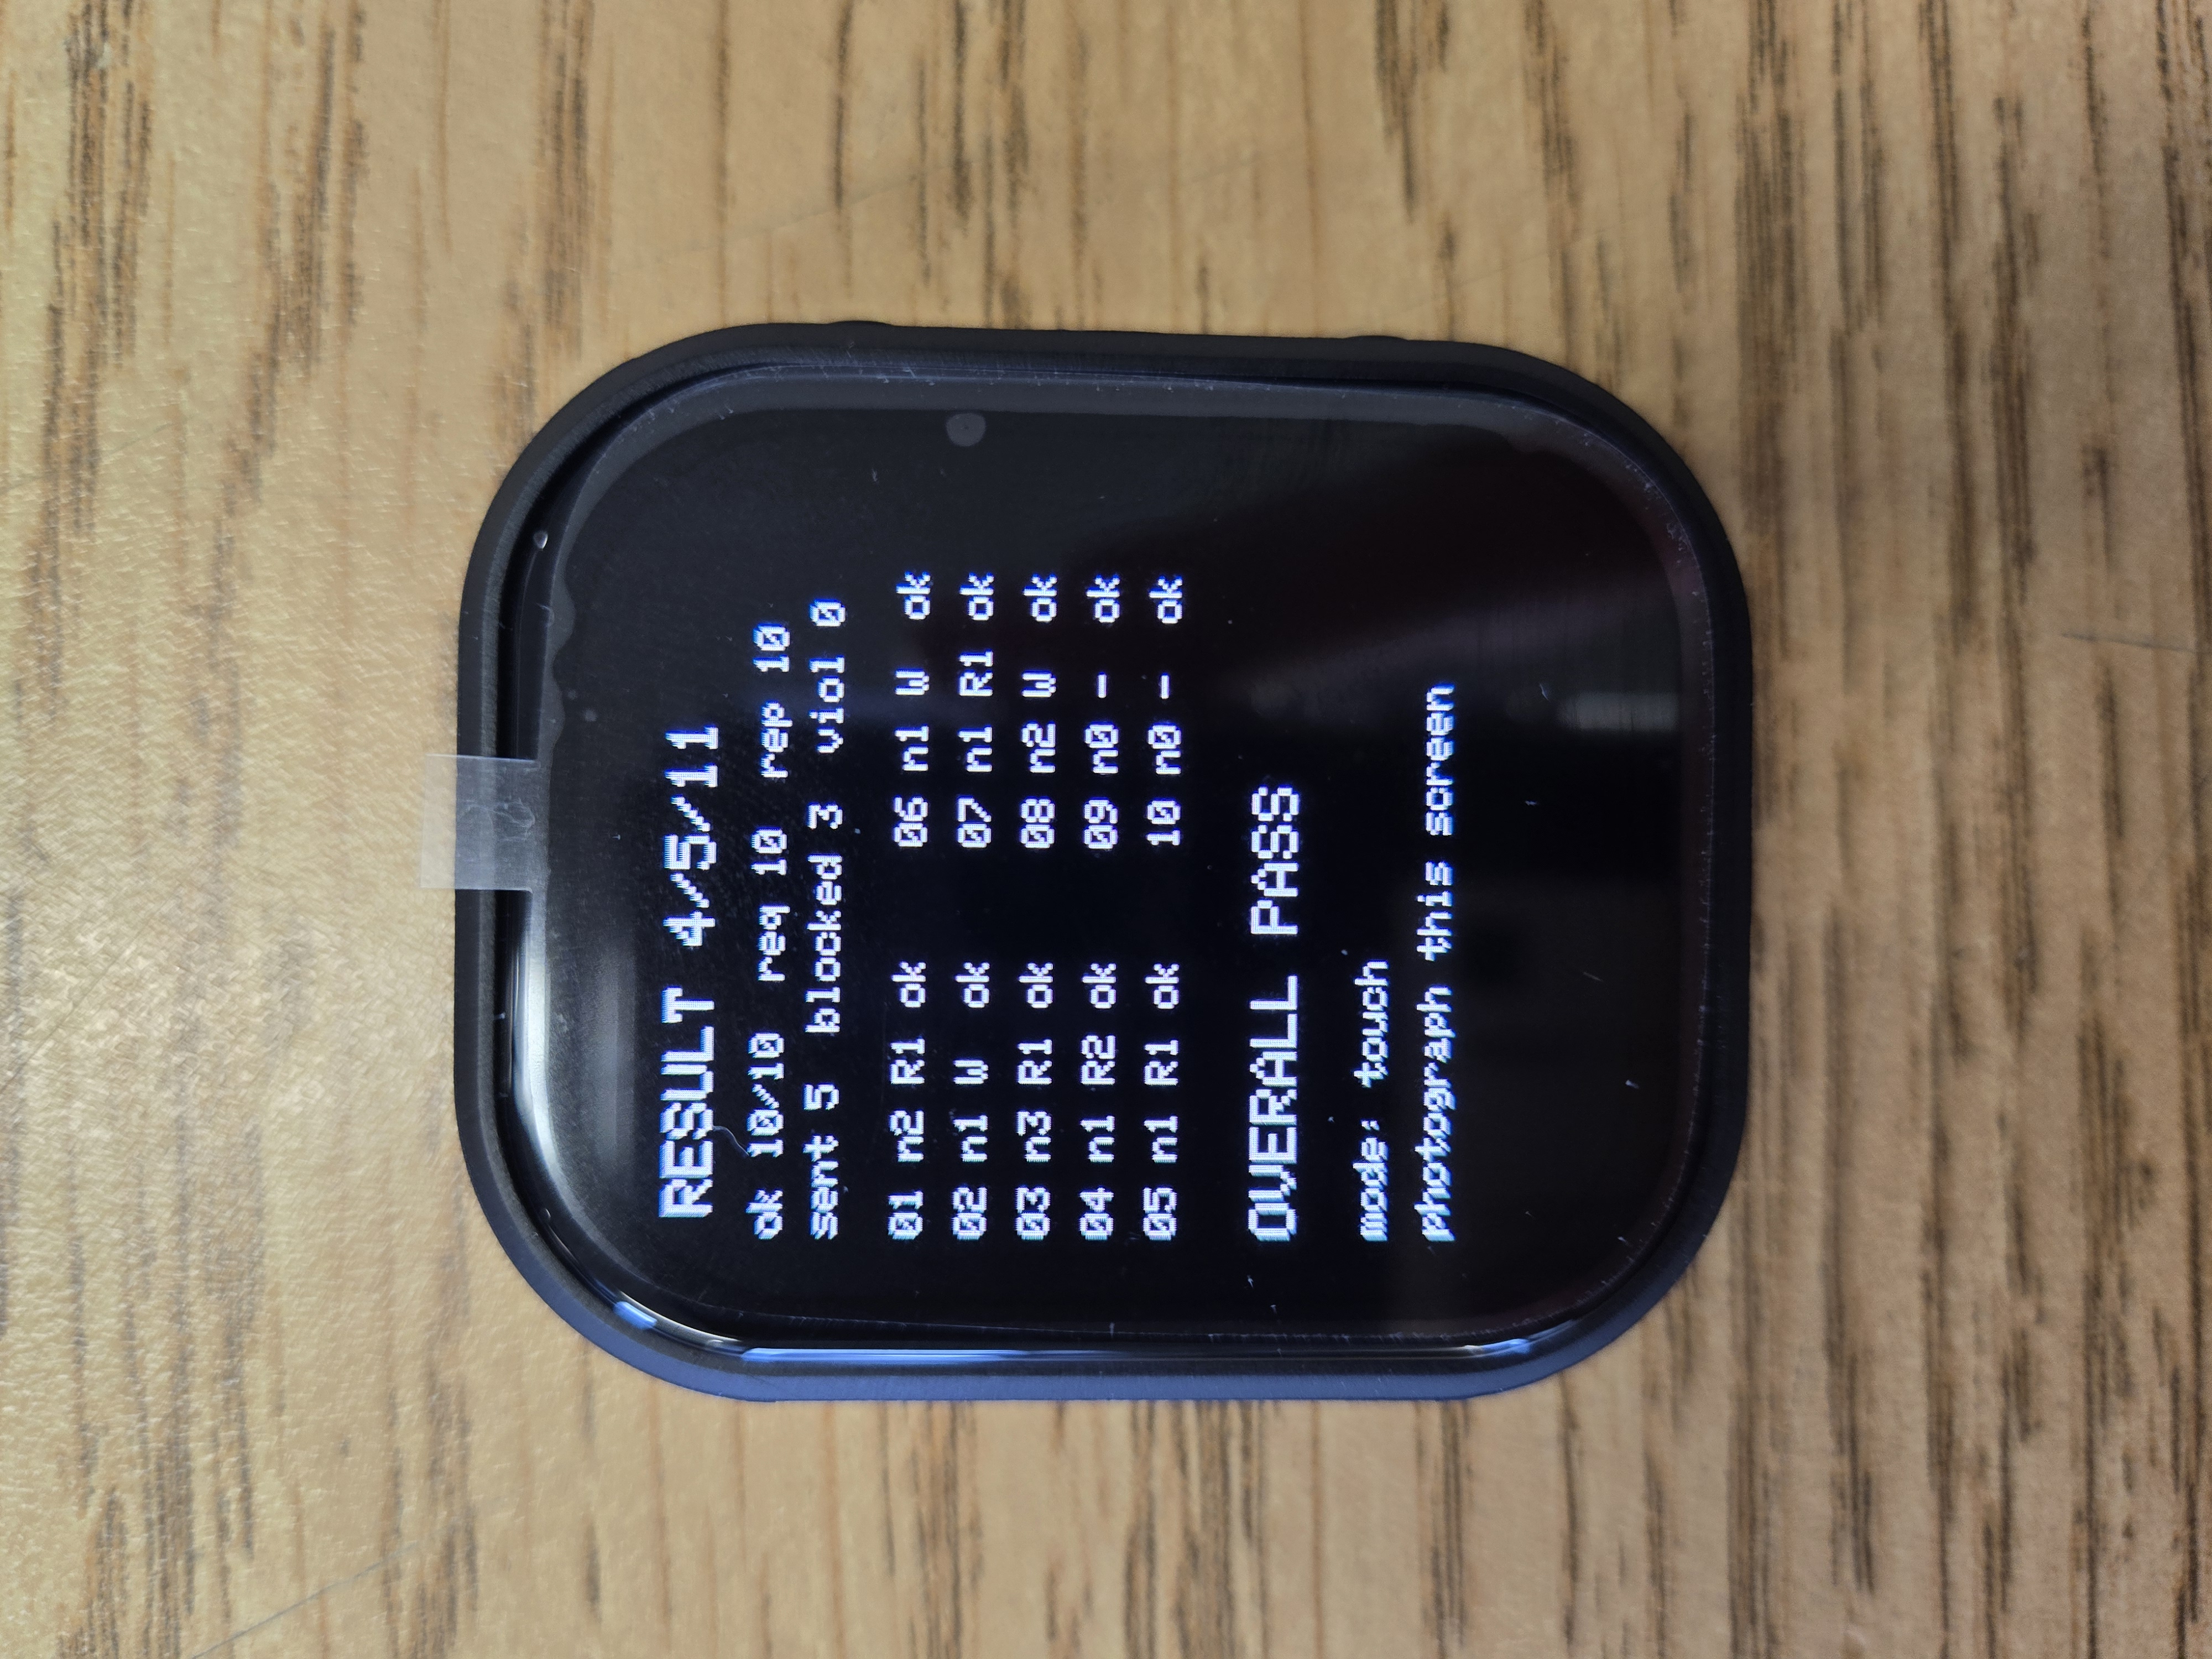 RESULT 4/5/11
ok 10/10 req 10 rep 10
sent 5 blocked 3 viol 0
01 n2 R1 ok 06 n1 W ok
02 n1 W ok 07 n1 R1 ok
03 n3 R1 ok 08 n2 W ok
04 n1 R2 ok 09 n0 - ok
05 n1 R1 ok 10 n0 - ok
OVERALL PASS
mode: touch
photograph this screen